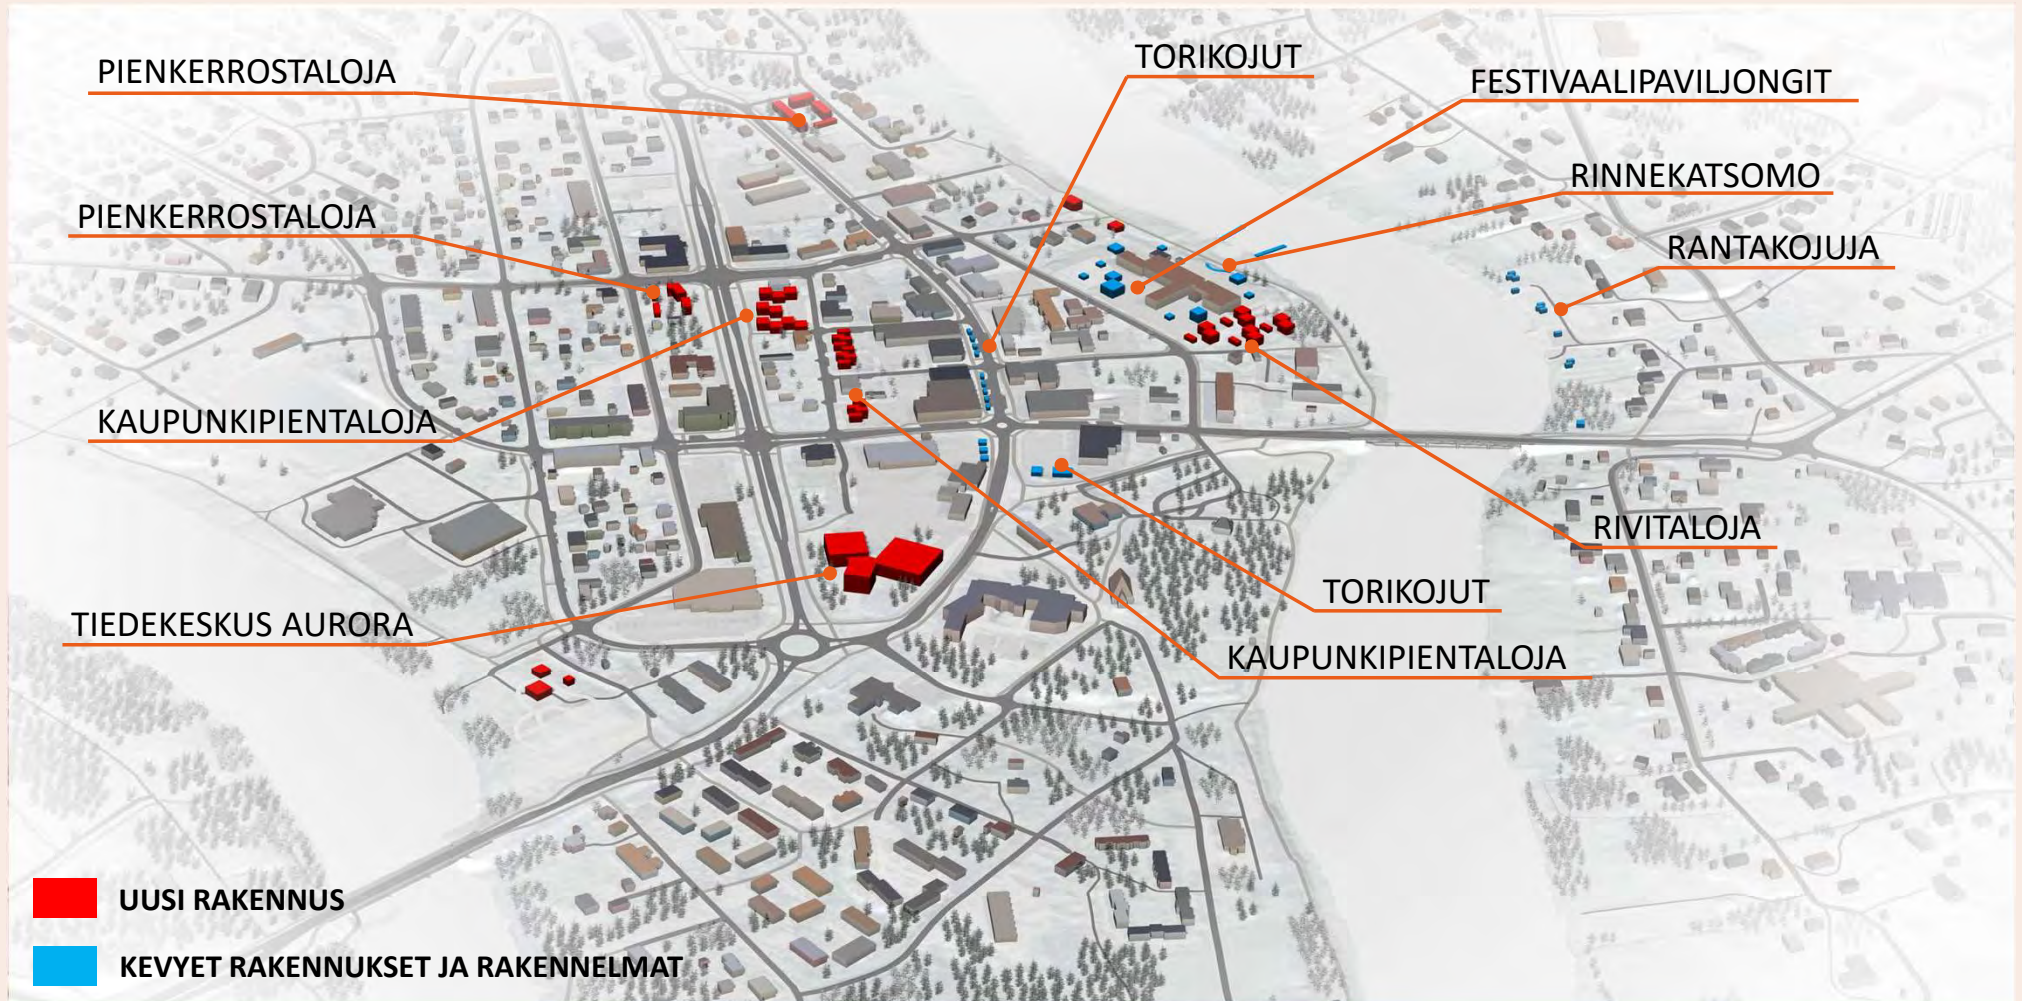 PIENKERROSTALOJA
TORIKOJUT
FESTIVAALIPAVILJONGIT
RINNEKATSOMO
PIENKERROSTALOJA
RANTAKOJUJA
KAUPUNKIPIENTALOJA
RIVITALOJA
TORIKOJUT
TIEDEKESKUS AURORA
KAUPUNKIPIENTALOJA
UUSI RAKENNUS
KEVYET RAKENNUKSET JA RAKENNELMAT